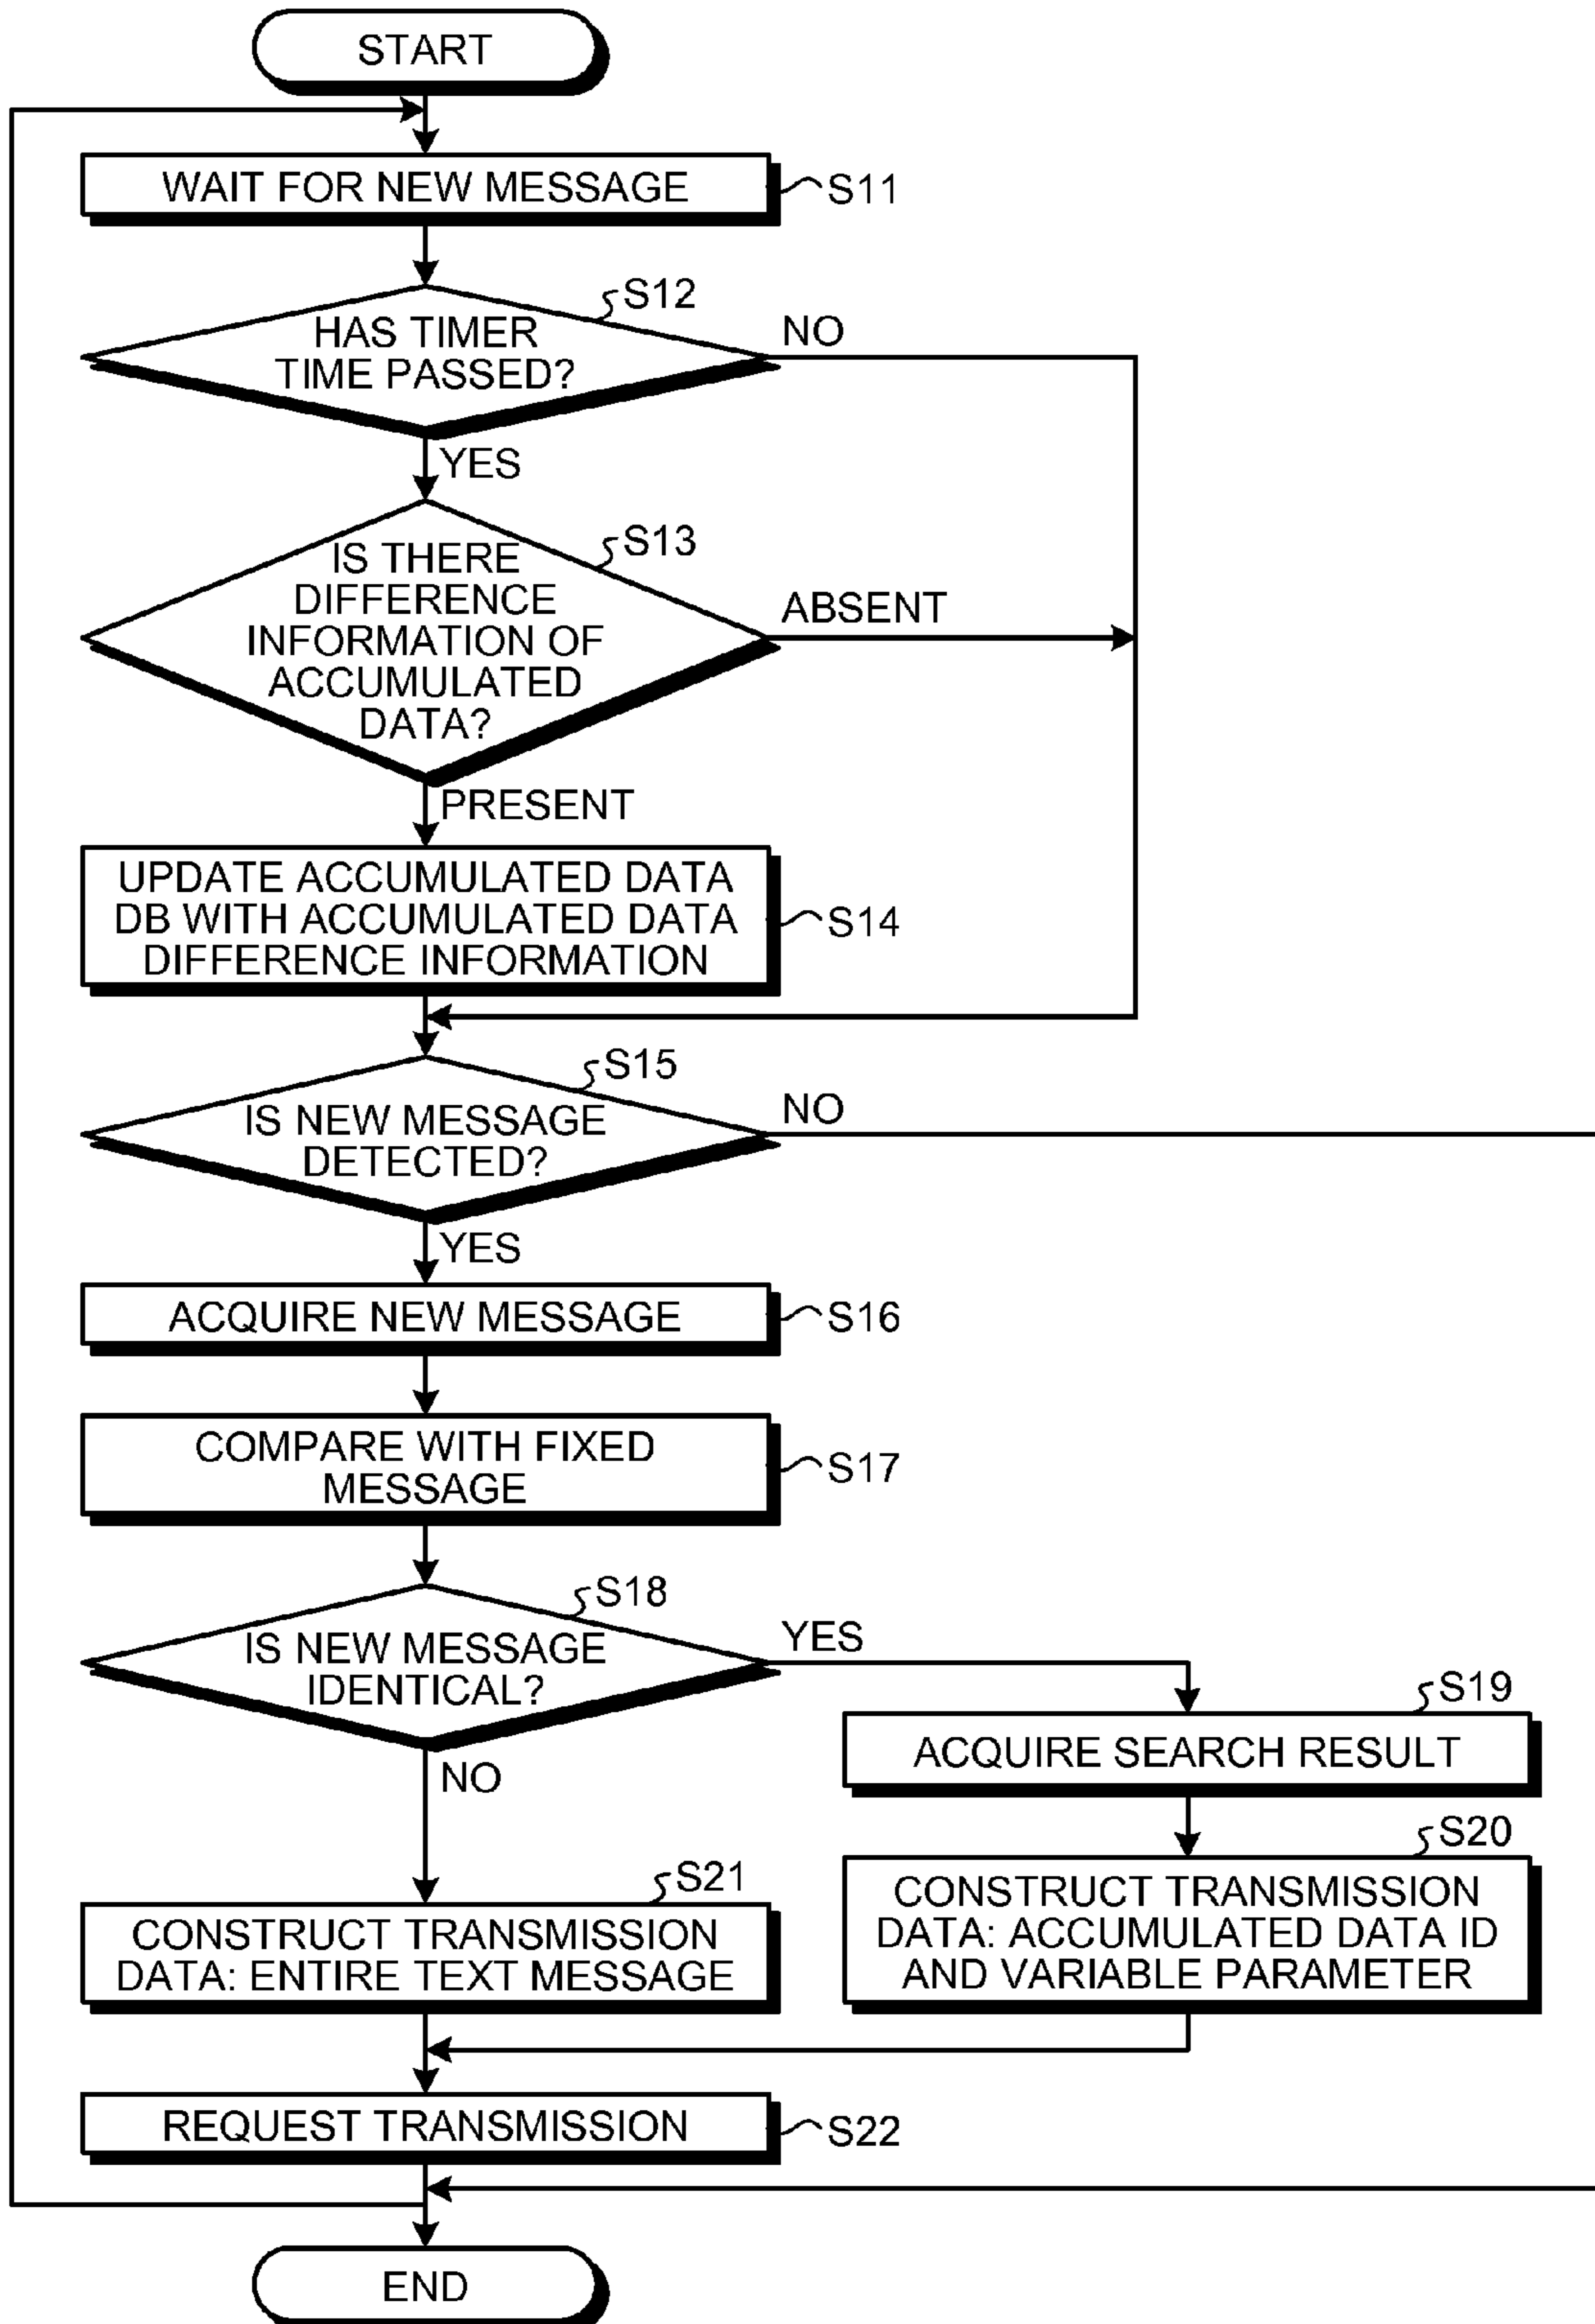 START
WAIT FOR NEW MESSAGE
S11
S12
HAS TIMER
TIME PASSED?
NO
YES
S13
IS THERE
DIFFERENCE
INFORMATION OF
ACCUMULATED
DATA?
ABSENT
PRESENT
UPDATE ACCUMULATED DATA
DB WITH ACCUMULATED DATA
DIFFERENCE INFORMATION
S14
S15
IS NEW MESSAGE
DETECTED?
NO
YES
ACQUIRE NEW MESSAGE
S16
COMPARE WITH FIXED
MESSAGE
S17
S18
IS NEW MESSAGE
IDENTICAL?
YES
NO
S19
ACQUIRE SEARCH RESULT
S20
CONSTRUCT TRANSMISSION
DATA: ACCUMULATED DATA ID
AND VARIABLE PARAMETER
S21
CONSTRUCT TRANSMISSION
DATA: ENTIRE TEXT MESSAGE
REQUEST TRANSMISSION
S22
END